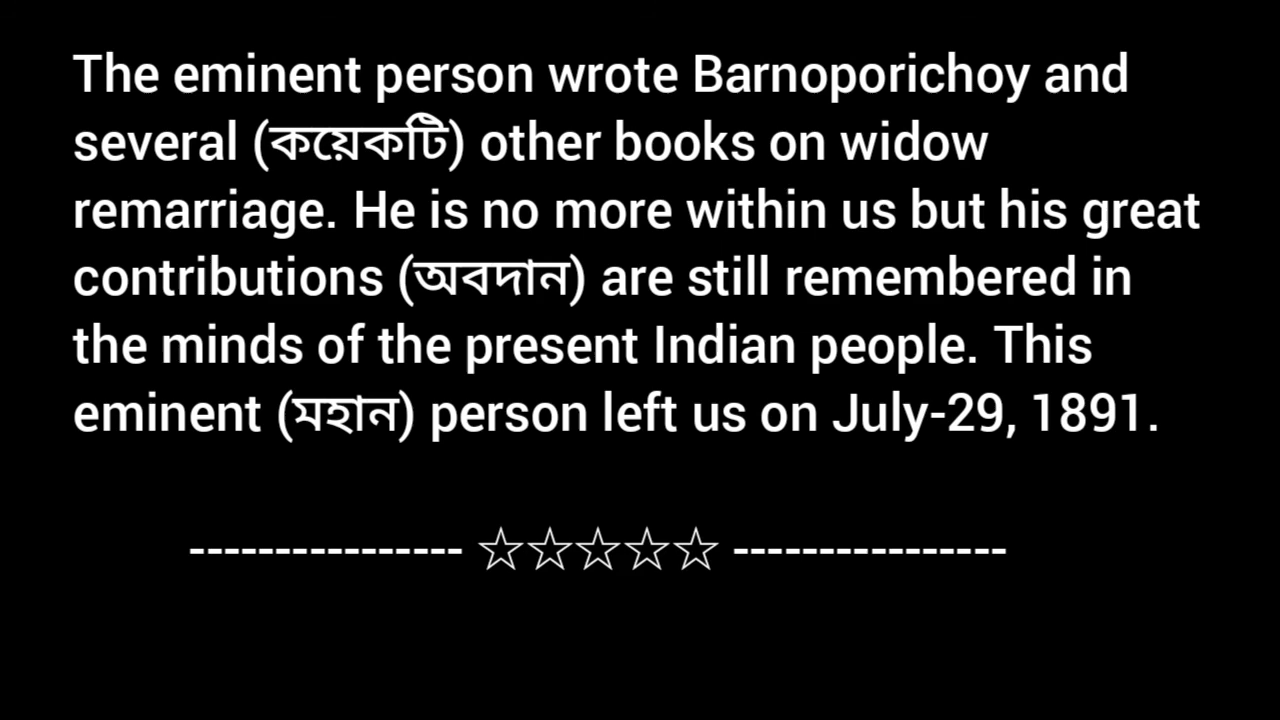 The eminent person wrote Barnoporichoy and
several (কয়েকটি) other books on widow
remarriage. He is no more within us but his great
contributions (অবদান) are still remembered in
the minds of the present Indian people. This
eminent (মহান) person left us on July-29, 1891.
---------------- ☆☆☆☆☆ ----------------